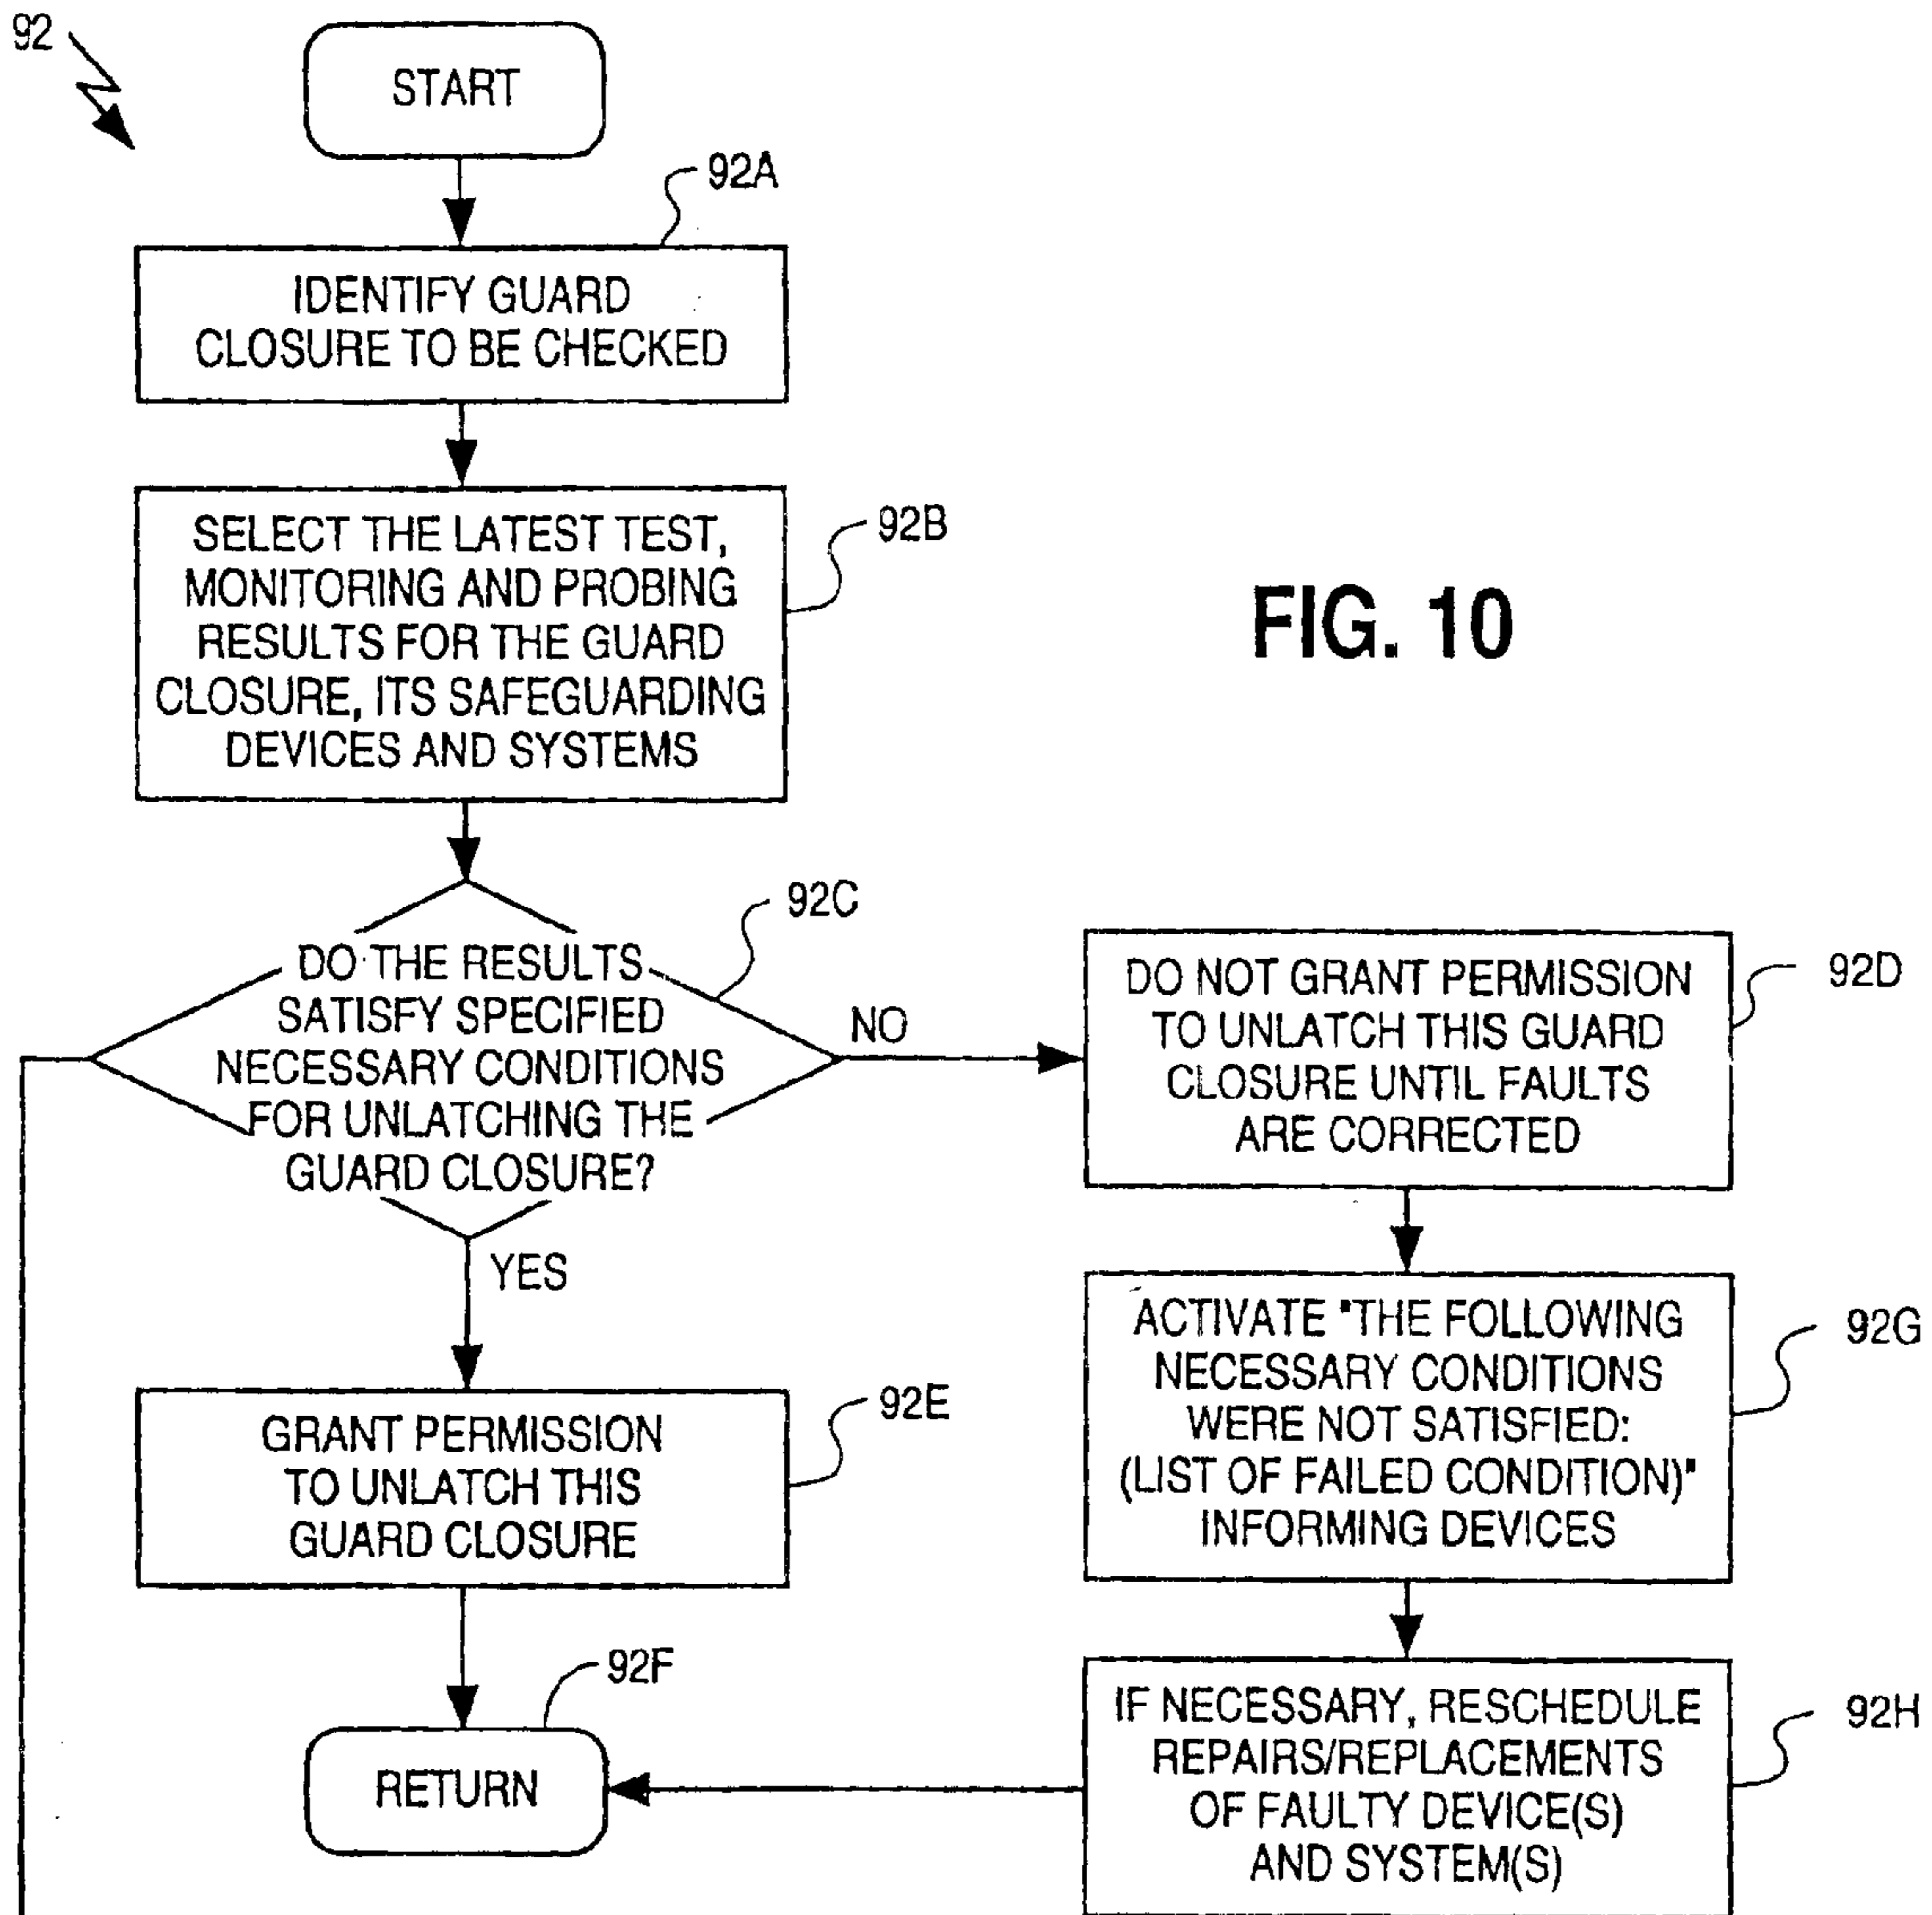 92
START
92A
IDENTIFY GUARD
CLOSURE TO BE CHECKED
92B
SELECT THE LATEST TEST,
MONITORING AND PROBING
RESULTS FOR THE GUARD
CLOSURE, ITS SAFEGUARDING
DEVICES AND SYSTEMS
FIG. 10
92C
DO THE RESULTS
SATISFY SPECIFIED
NECESSARY CONDITIONS
FOR UNLATCHING THE
GUARD CLOSURE?
NO
YES
92D
DO NOT GRANT PERMISSION
TO UNLATCH THIS GUARD
CLOSURE UNTIL FAULTS
ARE CORRECTED
92G
ACTIVATE "THE FOLLOWING
NECESSARY CONDITIONS
WERE NOT SATISFIED:
(LIST OF FAILED CONDITION)"
INFORMING DEVICES
92E
GRANT PERMISSION
TO UNLATCH THIS
GUARD CLOSURE
92F
RETURN
92H
IF NECESSARY, RESCHEDULE
REPAIRS/REPLACEMENTS
OF FAULTY DEVICE(S)
AND SYSTEM(S)